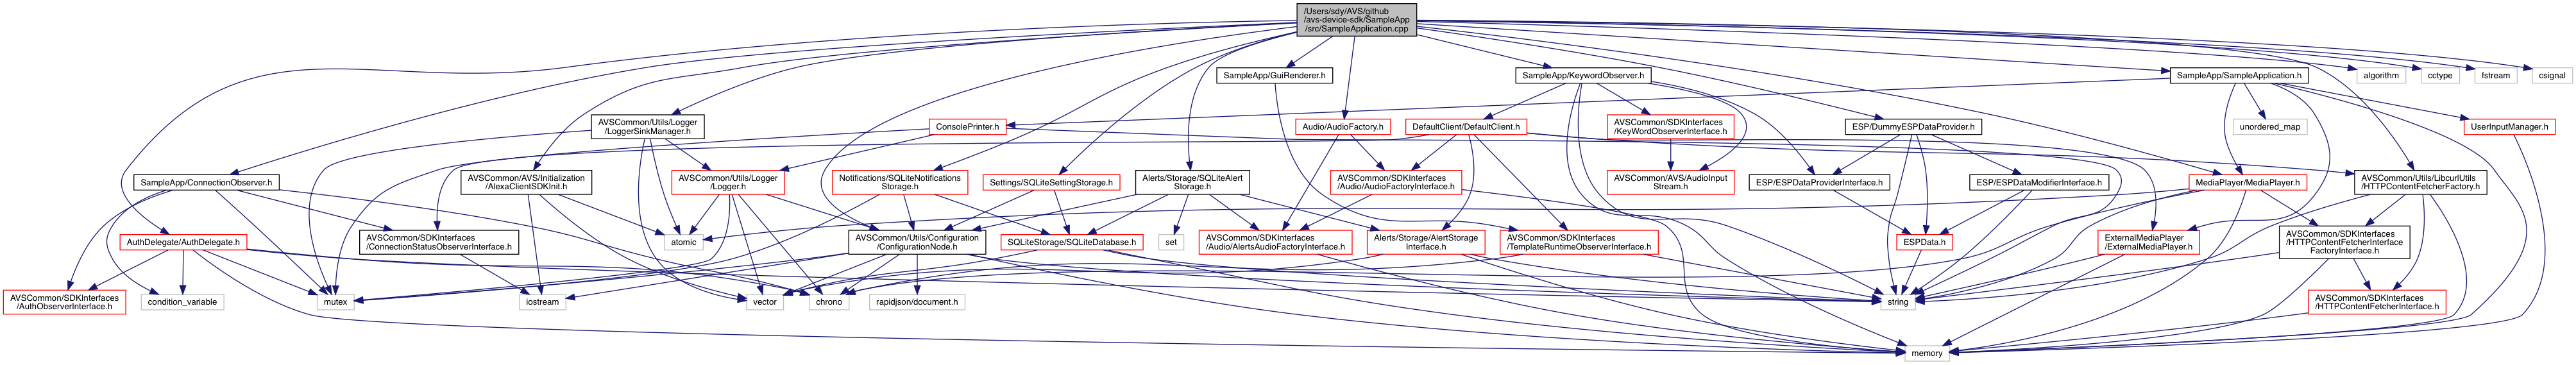 /Users/sdy/AVS/github
/avs-device-sdk/SampleApp
/src/SampleApplication.cpp
SampleApp/GuiRenderer.h
SampleApp/KeywordObserver.h
SampleApp/SampleApplication.h
algorithm
cctype
fstream
csignal
AVSCommon/Utils/Logger
/LoggerSinkManager.h
ConsolePrinter.h
Audio/AudioFactory.h
DefaultClient/DefaultClient.h
AVSCommon/SDKInterfaces
/KeyWordObserverInterface.h
ESP/DummyESPDataProvider.h
unordered_map
UserInputManager.h
SampleApp/ConnectionObserver.h
AVSCommon/AVS/Initialization
/AlexaClientSDKInit.h
AVSCommon/Utils/Logger
/Logger.h
Notifications/SQLiteNotifications
Storage.h
Settings/SQLiteSettingStorage.h
Alerts/Storage/SQLiteAlert
Storage.h
AVSCommon/SDKInterfaces
/Audio/AudioFactoryInterface.h
AVSCommon/AVS/AudioInput
Stream.h
ESP/ESPDataProviderInterface.h
ESP/ESPDataModifierInterface.h
MediaPlayer/MediaPlayer.h
AVSCommon/Utils/LibcurlUtils
/HTTPContentFetcherFactory.h
AuthDelegate/AuthDelegate.h
AVSCommon/SDKInterfaces
/ConnectionStatusObserverInterface.h
atomic
AVSCommon/Utils/Configuration
/ConfigurationNode.h
SQLiteStorage/SQLiteDatabase.h
set
AVSCommon/SDKInterfaces
/Audio/AlertsAudioFactoryInterface.h
Alerts/Storage/AlertStorage
Interface.h
AVSCommon/SDKInterfaces
/TemplateRuntimeObserverInterface.h
ESPData.h
ExternalMediaPlayer
/ExternalMediaPlayer.h
AVSCommon/SDKInterfaces
/HTTPContentFetcherInterface
FactoryInterface.h
AVSCommon/SDKInterfaces
/AuthObserverInterface.h
condition_variable
mutex
iostream
vector
chrono
rapidjson/document.h
string
AVSCommon/SDKInterfaces
/HTTPContentFetcherInterface.h
memory